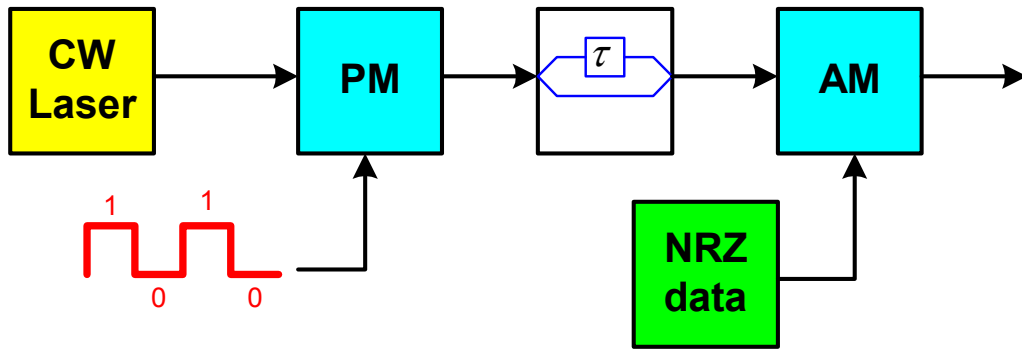 CW
Laser
PM
τ
AM
1 1
0 0
NRZ
data